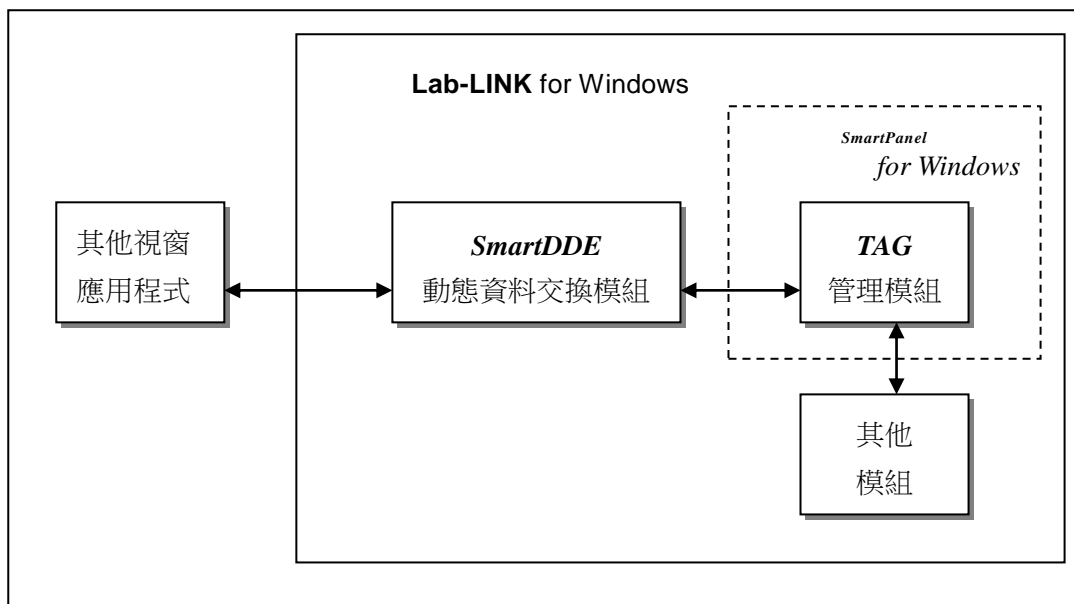 Lab-LINK for Windows
SmartPanel
for Windows
其他視窗
應用程式
SmartDDE
動態資料交換模組
TAG
管理模組
其他
模組